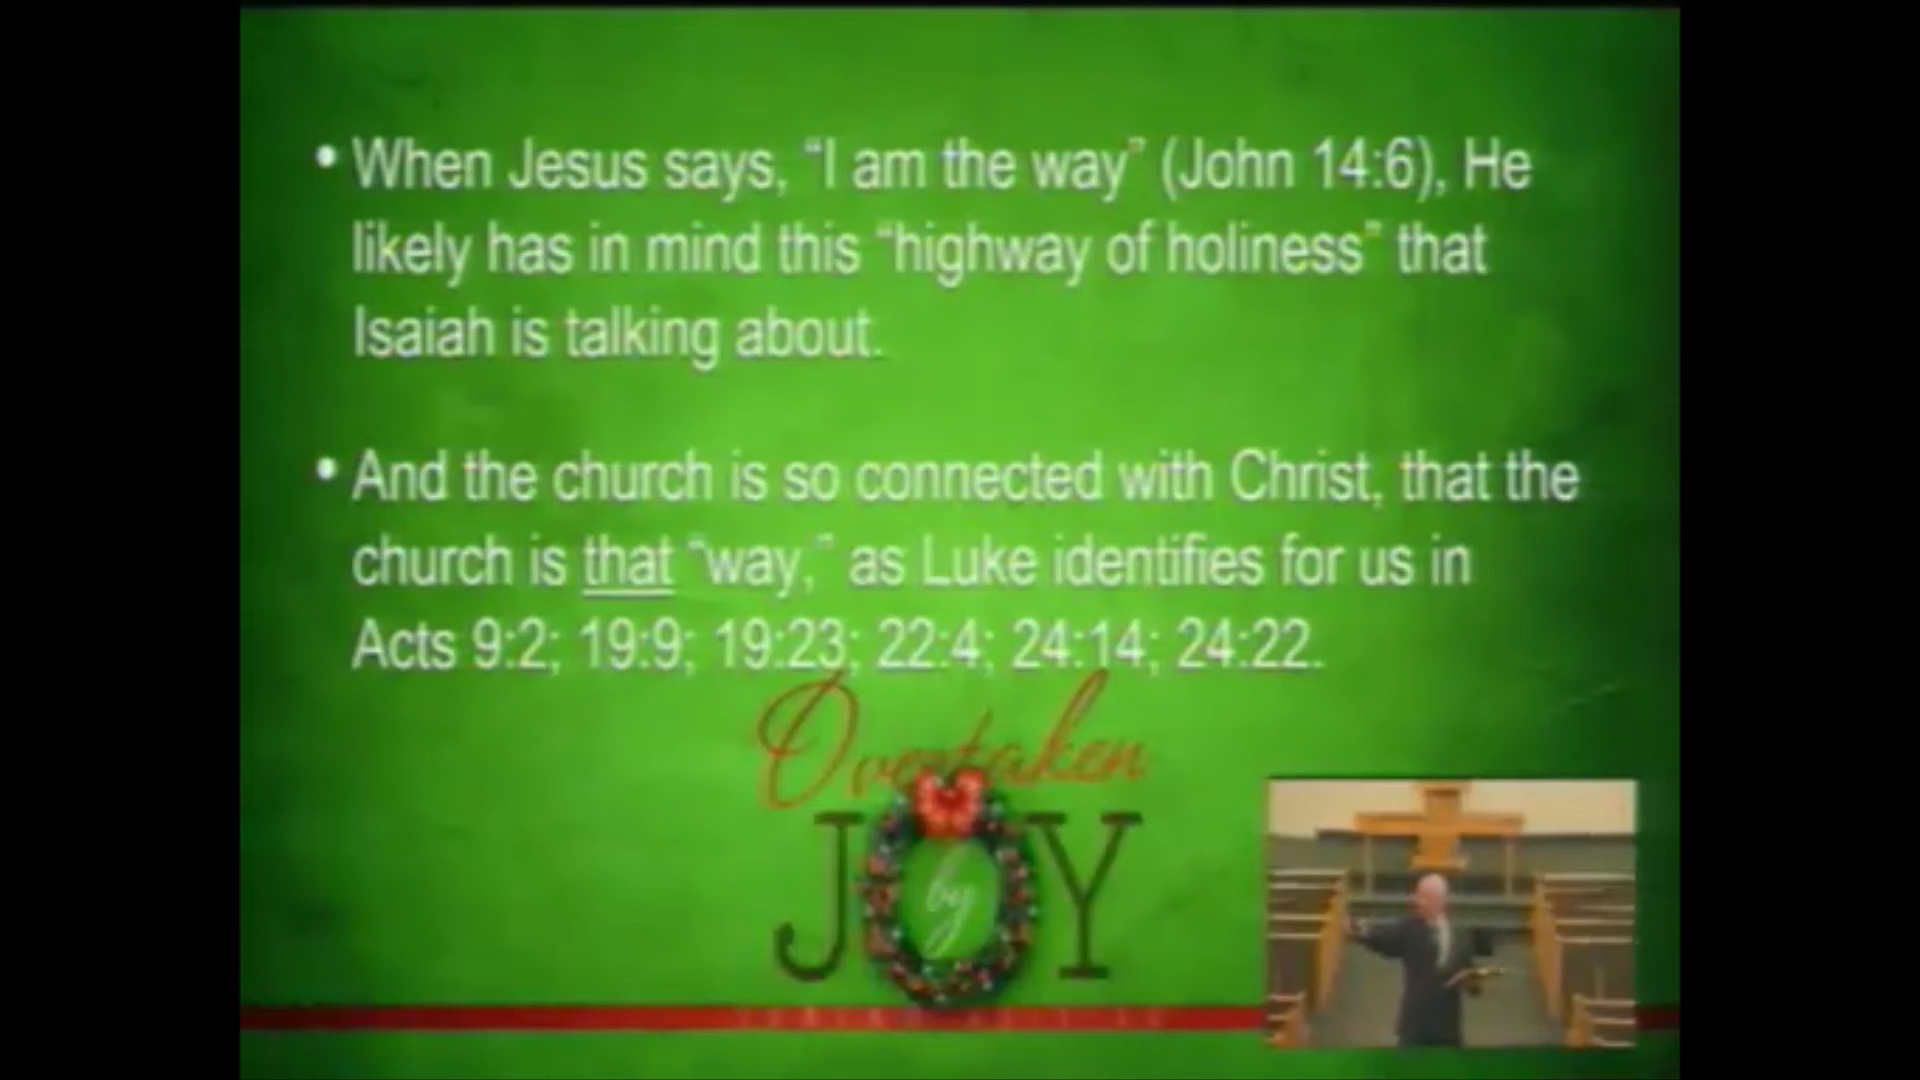 • When Jesus says, “I am the way” (John 14:6), He
likely has in mind this “highway of holiness” that
Isaiah is talking about.
• And the church is so connected with Christ, that the
church is that “way,” as Luke identifies for us in
Acts 9:2; 19:9; 19:23; 22:4; 24:14; 24:22.
Overtaken
by
JOY